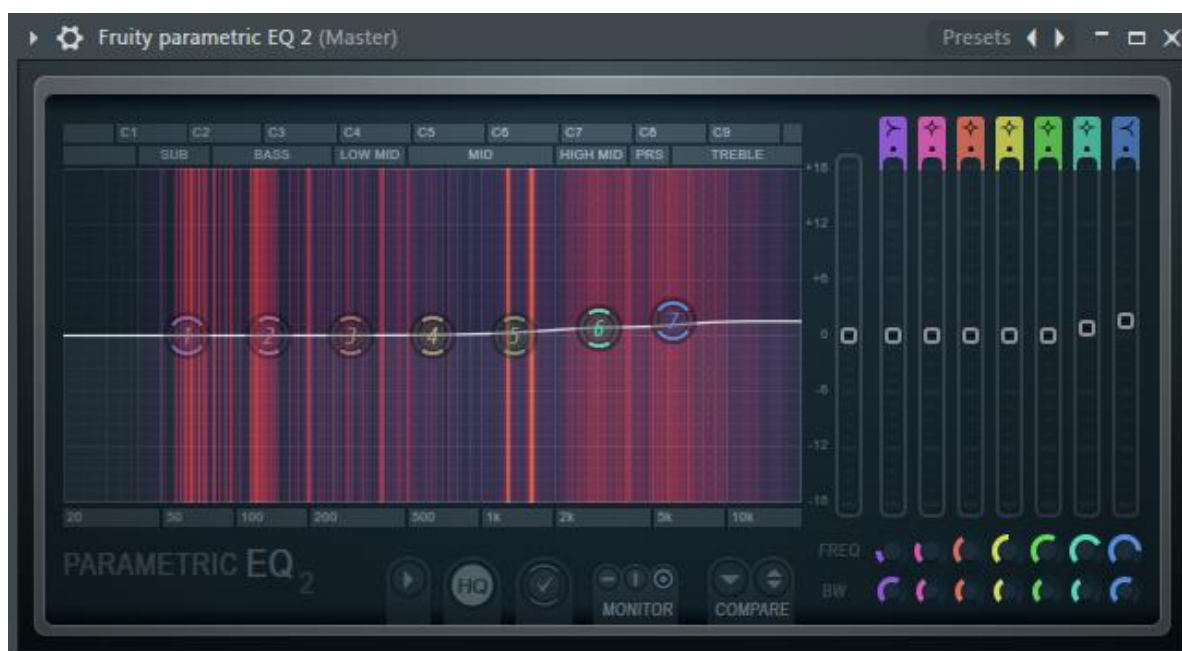 Fruity parametric EQ 2 (Master) Presets
C1 C2 C3 C4 C5 C6 C7 C8 C9
SUB BASS LOW MID MID HIGH MID PRS TREBLE
+18
+12
+6
0
-6
-12
-18
1 2 3 4 5 6 7
20 50 100 200 500 1k 2k 5k 10k
FREQ
BW
PARAMETRIC EQ 2
HQ
MONITOR COMPARE